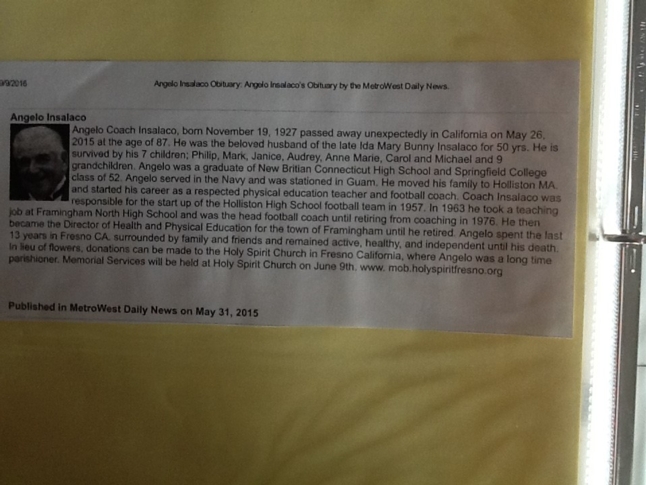 9/9/2016 Angelo Insalaco Obituary: Angelo Insalaco's Obituary by the MetroWest Daily News.
Angelo Insalaco
Angelo Coach Insalaco, born November 19, 1927 passed away unexpectedly in California on May 26,
2015 at the age of 87. He was the beloved husband of the late Ida Mary Bunny Insalaco for 50 yrs. He is
survived by his 7 children; Philip, Mark, Janice, Audrey, Anne Marie, Carol and Michael and 9
grandchildren. Angelo was a graduate of New Britian Connecticut High School and Springfield College
class of 52. Angelo served in the Navy and was stationed in Guam. He moved his family to Holliston MA.
and started his career as a respected physical education teacher and football coach. Coach Insalaco was
responsible for the start up of the Holliston High School football team in 1957. In 1963 he took a teaching
job at Framingham North High School and was the head football coach until retiring from coaching in 1976. He then
became the Director of Health and Physical Education for the town of Framingham until he retired. Angelo spent the last
13 years in Fresno CA, surrounded by family and friends and remained active, healthy, and independent until his death.
In lieu of flowers, donations can be made to the Holy Spirit Church in Fresno California, where Angelo was a long time
parishioner. Memorial Services will be held at Holy Spirit Church on June 9th. www. mob.holyspiritfresno.org
Published in MetroWest Daily News on May 31, 2015